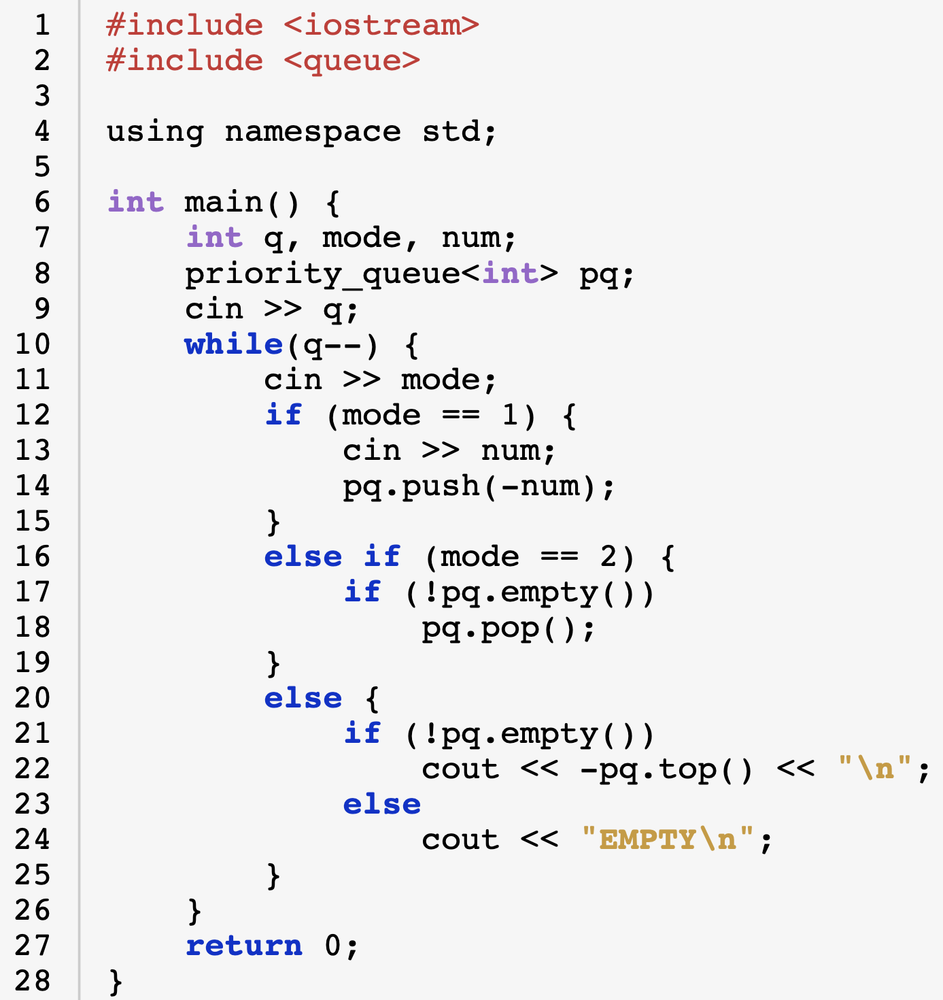 1 #include <iostream>
2 #include <queue>
3
4 using namespace std;
5
6 int main() {
7     int q, mode, num;
8     priority_queue<int> pq;
9     cin >> q;
10     while(q--) {
11         cin >> mode;
12         if (mode == 1) {
13             cin >> num;
14             pq.push(-num);
15         }
16         else if (mode == 2) {
17             if (!pq.empty())
18                 pq.pop();
19         }
20         else {
21             if (!pq.empty())
22                 cout << -pq.top() << "\n";
23             else
24                 cout << "EMPTY\n";
25         }
26     }
27     return 0;
28 }